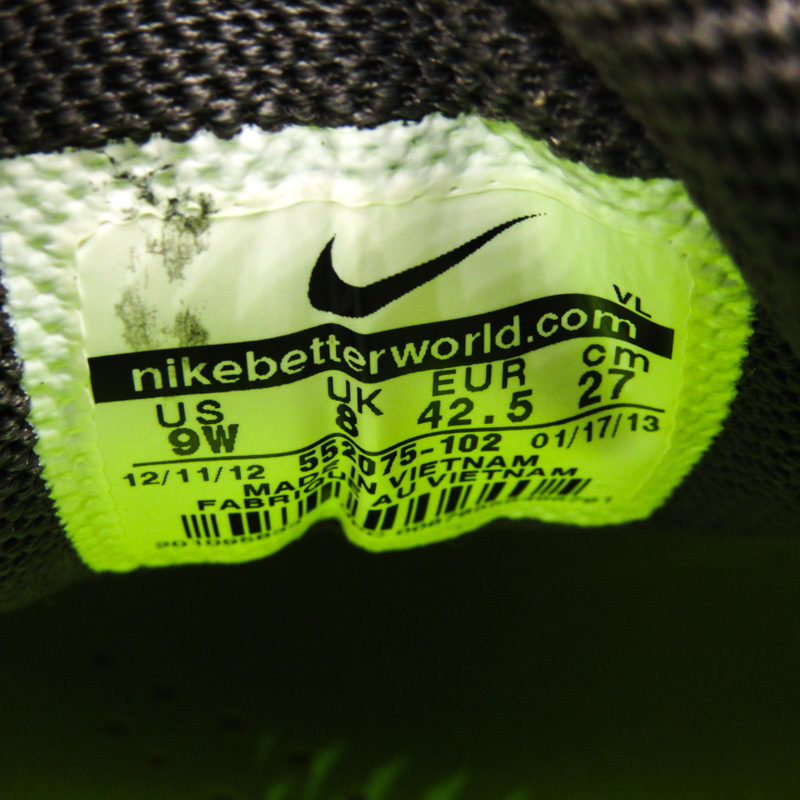 VL
nikebetterworld.com
US UK EUR cm
9W 8 42.5 27
12/11/12 552075-102 01/17/13
MADE IN VIETNAM
FABRIQUE AU VIETNAM